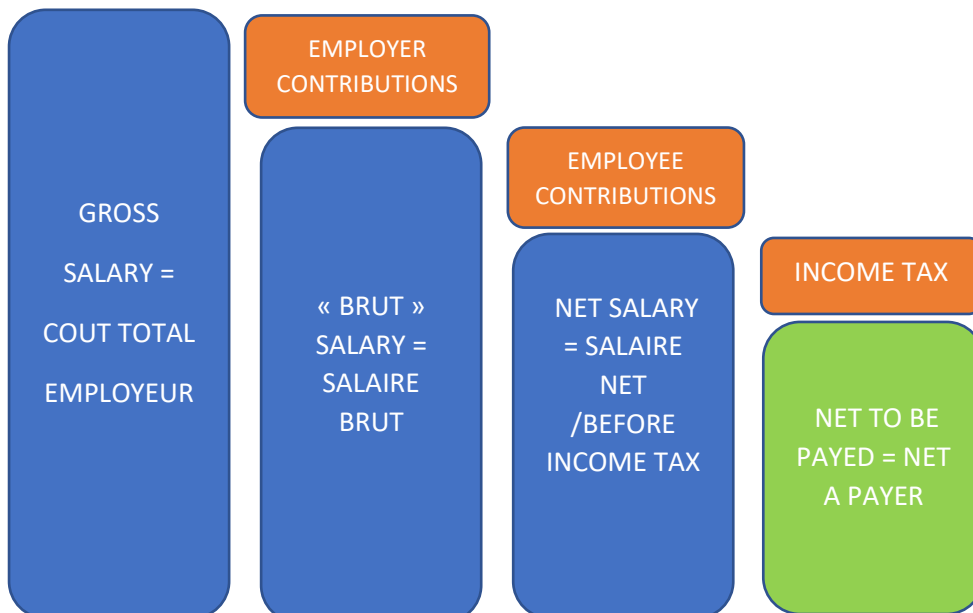 GROSS
SALARY =
COUT TOTAL
EMPLOYEUR
EMPLOYER
CONTRIBUTIONS
« BRUT »
SALARY =
SALAIRE
BRUT
EMPLOYEE
CONTRIBUTIONS
NET SALARY
= SALAIRE
NET
/BEFORE
INCOME TAX
INCOME TAX
NET TO BE
PAYED = NET
A PAYER